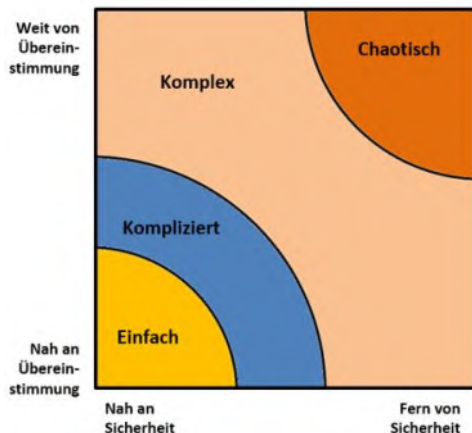 Weit von
Überein-
stimmung
Chaotisch
Komplex
Kompliziert
Einfach
Nah an
Überein-
stimmung
Nah an
Sicherheit
Fern von
Sicherheit